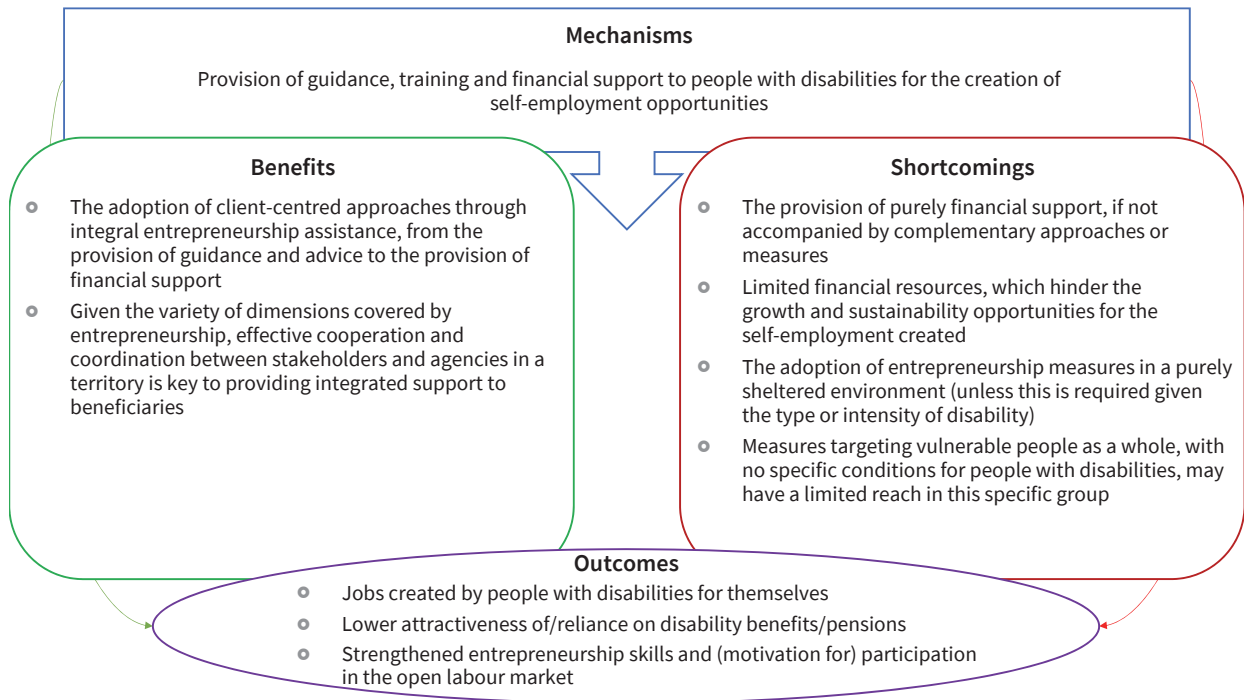 Mechanisms
Provision of guidance, training and financial support to people with disabilities for the creation of
self-employment opportunities
Benefits
The adoption of client-centred approaches through
integral entrepreneurship assistance, from the
provision of guidance and advice to the provision of
financial support
Given the variety of dimensions covered by
entrepreneurship, effective cooperation and
coordination between stakeholders and agencies in a
territory is key to providing integrated support to
beneficiaries
Shortcomings
The provision of purely financial support, if not
accompanied by complementary approaches or
measures
Limited financial resources, which hinder the
growth and sustainability opportunities for the
self-employment created
The adoption of entrepreneurship measures in a purely
sheltered environment (unless this is required given
the type or intensity of disability)
Measures targeting vulnerable people as a whole, with
no specific conditions for people with disabilities, may
have a limited reach in this specific group
Outcomes
Jobs created by people with disabilities for themselves
Lower attractiveness of/reliance on disability benefits/pensions
Strengthened entrepreneurship skills and (motivation for) participation
in the open labour market